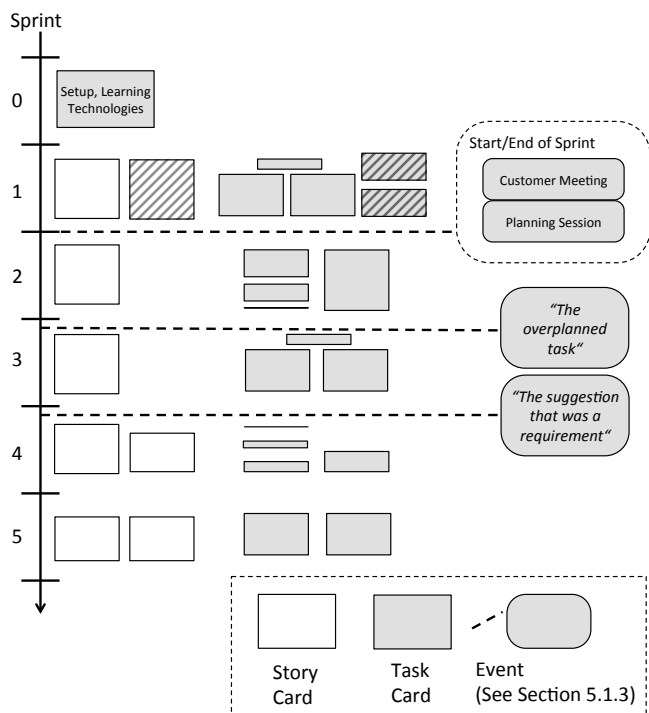 Sprint
0
Setup, Learning
Technologies
1
Start/End of Sprint
Customer Meeting
Planning Session
2
“The
overplanned
task“
3
“The suggestion
that was a
requirement“
4
5
Story
Card
Task
Card
Event
(See Section 5.1.3)